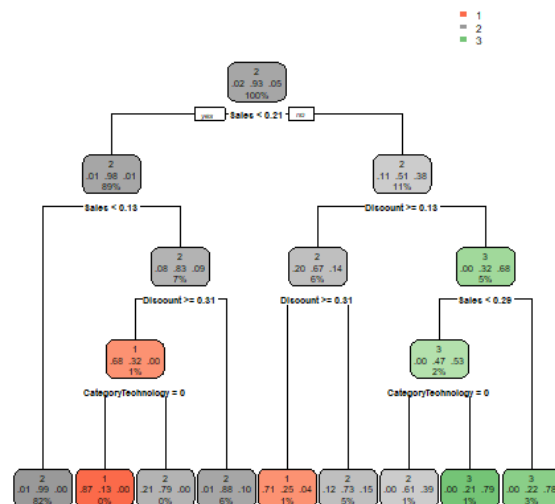 1
2
3
2
.02 .93 .05
100%
yes Sales < 0.21 no
2
.01 .98 .01
89%
2
.11 .51 .38
11%
Sales < 0.13
Discount >= 0.13
2
.08 .83 .09
7%
2
.20 .67 .14
6%
3
.00 .32 .68
5%
Discount >= 0.31
Discount >= 0.31
Sales < 0.29
1
.68 .32 .00
1%
3
.00 .47 .53
2%
CategoryTechnology = 0
CategoryTechnology = 0
2
.01 .99 .00
82%
1
.87 .13 .00
0%
2
.21 .79 .00
0%
2
.01 .88 .10
6%
1
.71 .25 .04
1%
2
.12 .73 .15
5%
2
.00 .61 .39
1%
3
.00 .21 .79
1%
3
.00 .22 .78
3%